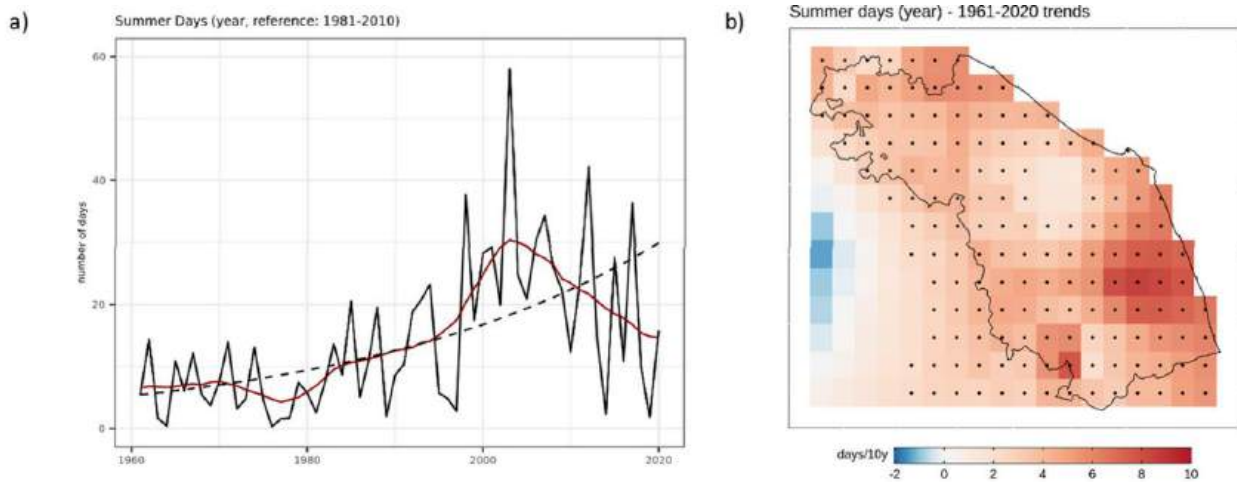 a)
Summer Days (year, reference: 1981-2010)
60
40
20
0
number of days
1960
1980
2000
2020
b)
Summer days (year) - 1961-2020 trends
days/10y
-2
0
2
4
6
8
10